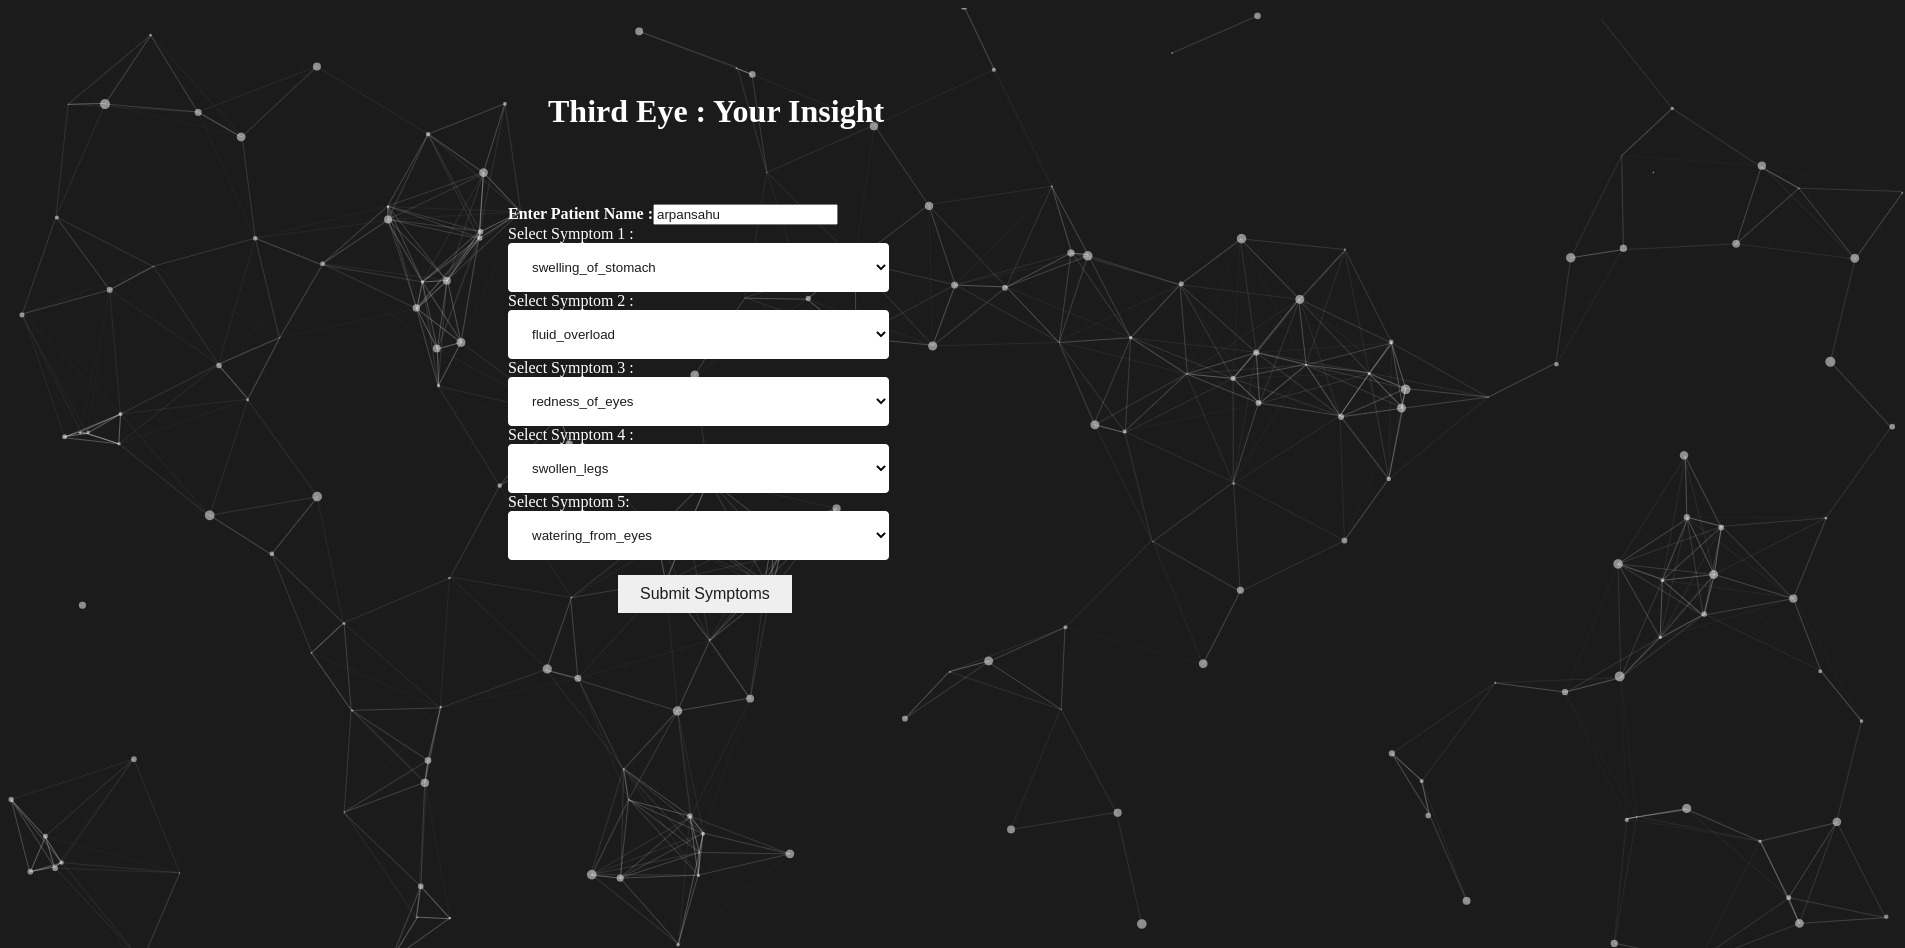 Third Eye : Your Insight
Enter Patient Name : arpansahu
Select Symptom 1 :
swelling_of_stomach
Select Symptom 2 :
fluid_overload
Select Symptom 3 :
redness_of_eyes
Select Symptom 4 :
swollen_legs
Select Symptom 5:
watering_from_eyes
Submit Symptoms